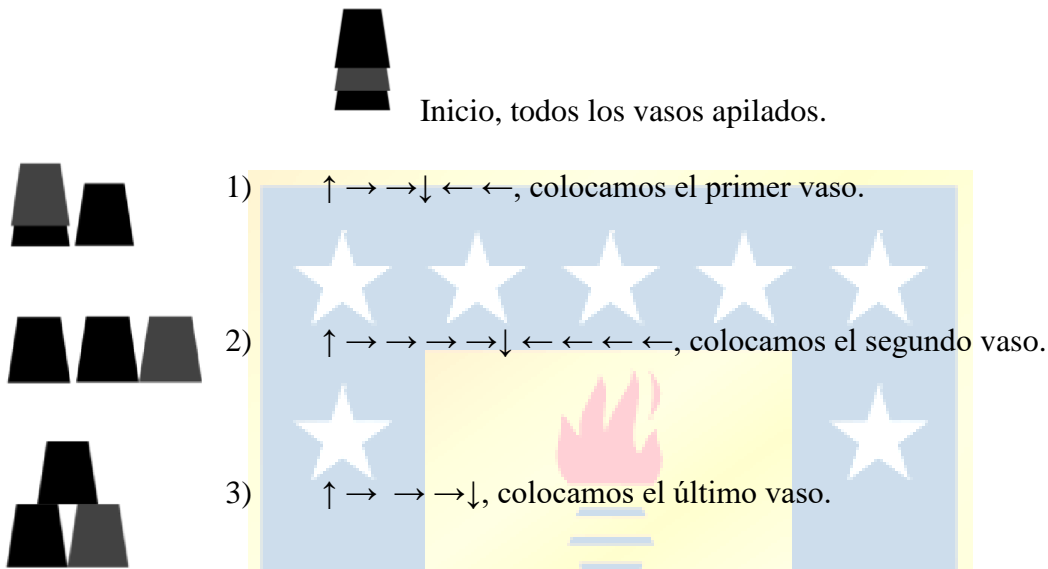 Inicio, todos los vasos apilados.
1) ↑ → →↓ ← ←, colocamos el primer vaso.
2) ↑ → → → →↓ ← ← ← ←, colocamos el segundo vaso.
3) ↑ → → →↓, colocamos el último vaso.